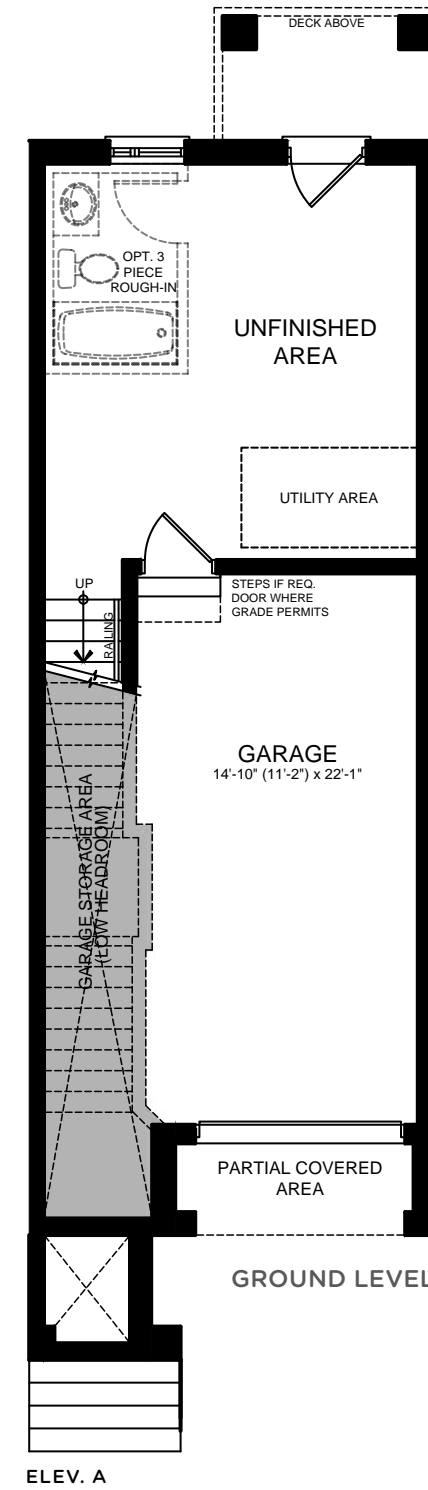 DECK ABOVE
OPT. 3
PIECE
ROUGH-IN
UNFINISHED
AREA
UTILITY AREA
UP
RAILING
STEPS IF REQ.
DOOR WHERE
GRADE PERMITS
GARAGE
14'-10" (11'-2") x 22'-1"
GARAGE STORAGE AREA
(LOW HEADROOM)
PARTIAL COVERED
AREA
GROUND LEVEL
ELEV. A